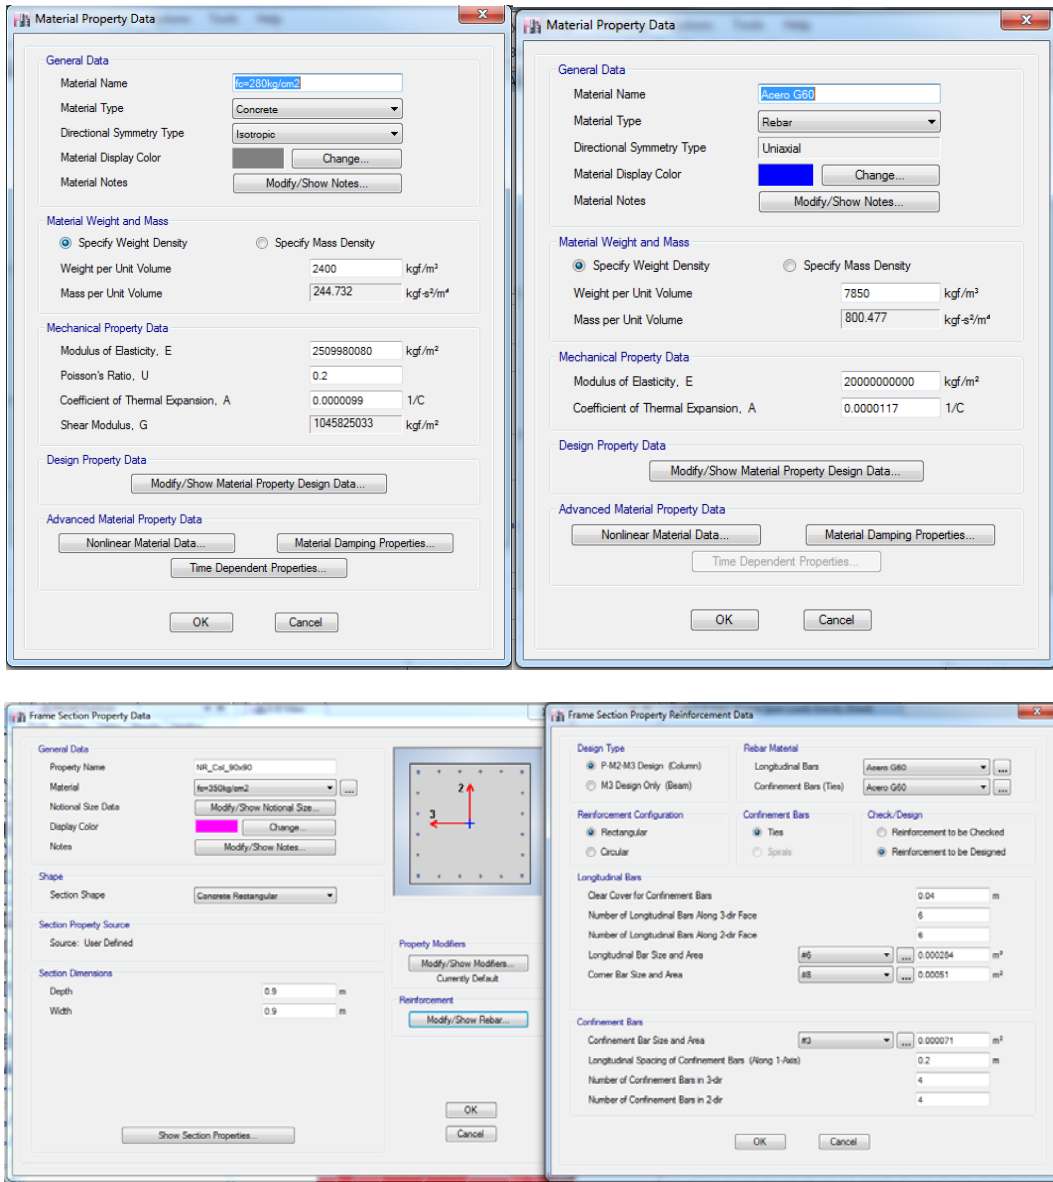 Material Property Data
General Data
Material Name fc=280kg/cm2
Material Type Concrete
Directional Symmetry Type Isotropic
Material Display Color Change...
Material Notes Modify/Show Notes...
Material Weight and Mass
Specify Weight Density Specify Mass Density
Weight per Unit Volume 2400 kgf/m³
Mass per Unit Volume 244.732 kgf-s²/m⁴
Mechanical Property Data
Modulus of Elasticity, E 2509980080 kgf/m²
Poisson's Ratio, U 0.2
Coefficient of Thermal Expansion, A 0.0000099 1/C
Shear Modulus, G 1045825033 kgf/m²
Design Property Data
Modify/Show Material Property Design Data...
Advanced Material Property Data
Nonlinear Material Data... Material Damping Properties...
Time Dependent Properties...
OK Cancel
Material Property Data
General Data
Material Name Acero G60
Material Type Rebar
Directional Symmetry Type Uniaxial
Material Display Color Change...
Material Notes Modify/Show Notes...
Material Weight and Mass
Specify Weight Density Specify Mass Density
Weight per Unit Volume 7850 kgf/m³
Mass per Unit Volume 800.477 kgf-s²/m⁴
Mechanical Property Data
Modulus of Elasticity, E 20000000000 kgf/m²
Coefficient of Thermal Expansion, A 0.0000117 1/C
Design Property Data
Modify/Show Material Property Design Data...
Advanced Material Property Data
Nonlinear Material Data... Material Damping Properties...
Time Dependent Properties...
OK Cancel
Frame Section Property Data
General Data
Property Name NR_Col_90x90
Material fc=350kg/cm2 ...
Notional Size Data Modify/Show Notional Size...
Display Color Change...
Notes Modify/Show Notes...
Shape
Section Shape Concrete Rectangular
Section Property Source
Source: User Defined
Section Dimensions
Depth 0.9 m
Width 0.9 m
Show Section Properties...
2
3
Property Modifiers
Modify/Show Modifiers...
Currently Default
Reinforcement
Modify/Show Rebar...
OK
Cancel
Frame Section Property Reinforcement Data
Design Type
P-M2-M3 Design (Column)
M3 Design Only (Beam)
Rebar Material
Longitudinal Bars Acero G60 ...
Confinement Bars (Ties) Acero G60 ...
Reinforcement Configuration
Rectangular
Circular
Confinement Bars
Ties
Spirals
Check/Design
Reinforcement to be Checked
Reinforcement to be Designed
Longitudinal Bars
Clear Cover for Confinement Bars 0.04 m
Number of Longitudinal Bars Along 3-dir Face 6
Number of Longitudinal Bars Along 2-dir Face 6
Longitudinal Bar Size and Area #6 ... 0.000284 m²
Corner Bar Size and Area #8 ... 0.00051 m²
Confinement Bars
Confinement Bar Size and Area #3 ... 0.000071 m²
Longitudinal Spacing of Confinement Bars (Along 1-Axis) 0.2 m
Number of Confinement Bars in 3-dir 4
Number of Confinement Bars in 2-dir 4
OK Cancel